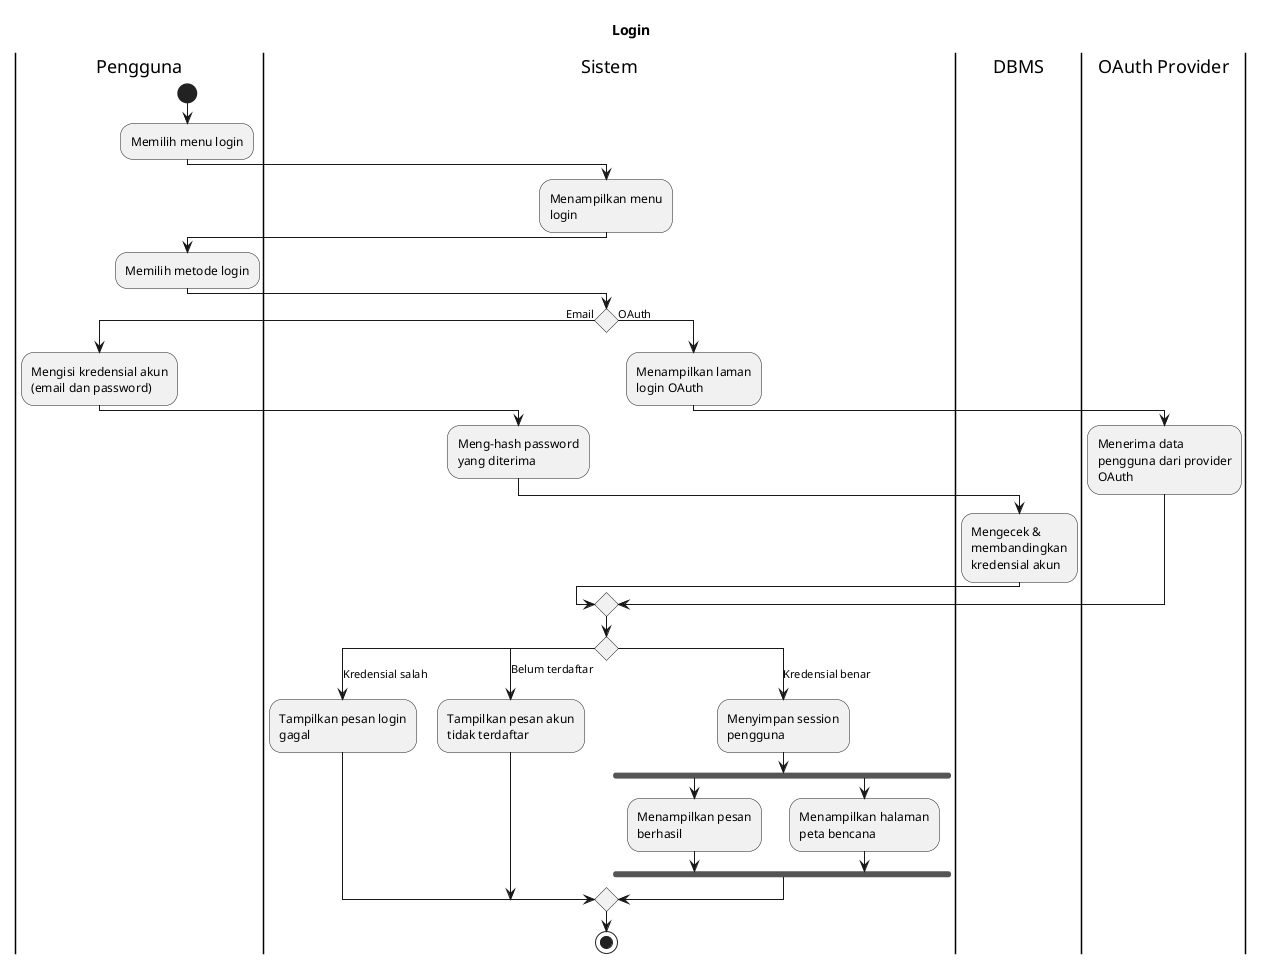 Login
Pengguna
Sistem
DBMS
OAuth Provider
Memilih menu login
Menampilkan menu
login
Memilih metode login
Email
OAuth
Mengisi kredensial akun
(email dan password)
Menampilkan laman
login OAuth
Meng-hash password
yang diterima
Menerima data
pengguna dari provider
OAuth
Mengecek &
membandingkan
kredensial akun
Kredensial salah
Belum terdaftar
Kredensial benar
Tampilkan pesan login
gagal
Tampilkan pesan akun
tidak terdaftar
Menyimpan session
pengguna
Menampilkan pesan
berhasil
Menampilkan halaman
peta bencana